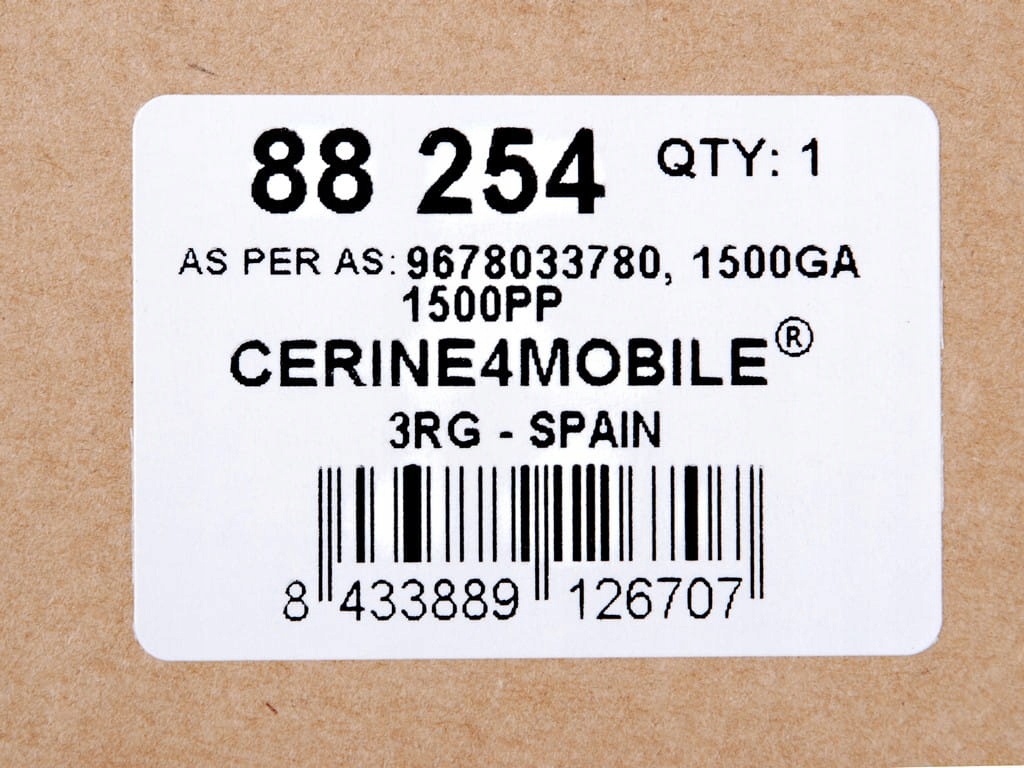 88 254 QTY: 1
AS PER AS: 9678033780, 1500GA
1500PP
CERINE4MOBILE®
3RG - SPAIN
8 433889 126707